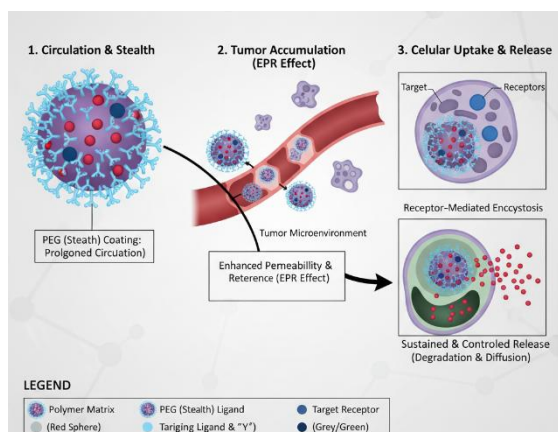 1. Circulation & Stealth
2. Tumor Accumulation
(EPR Effect)
3. Celular Uptake & Release
Target
Receptors
PEG (Steath) Coating:
Prolgoned Circuation)
Tumor Microenvironment
Enhanced Permeabillity &
Reterence (EPR Effect)
Receptor-Mediated Enccystosis
Sustained & Controled Release
(Degradation & Diffusion)
LEGEND
Polymer Matrix
PEG (Stealth) Ligand
Target Receptor
(Red Sphere)
Tariging Ligand & "Y")
(Grey/Green)